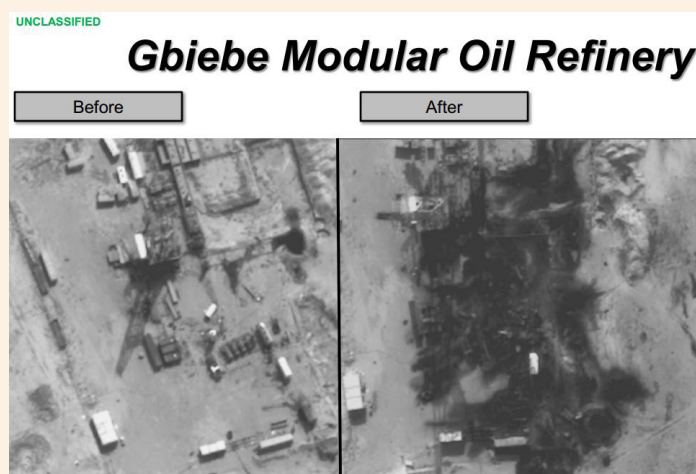 UNCLASSIFIED
Gbiebe Modular Oil Refinery
Before
After